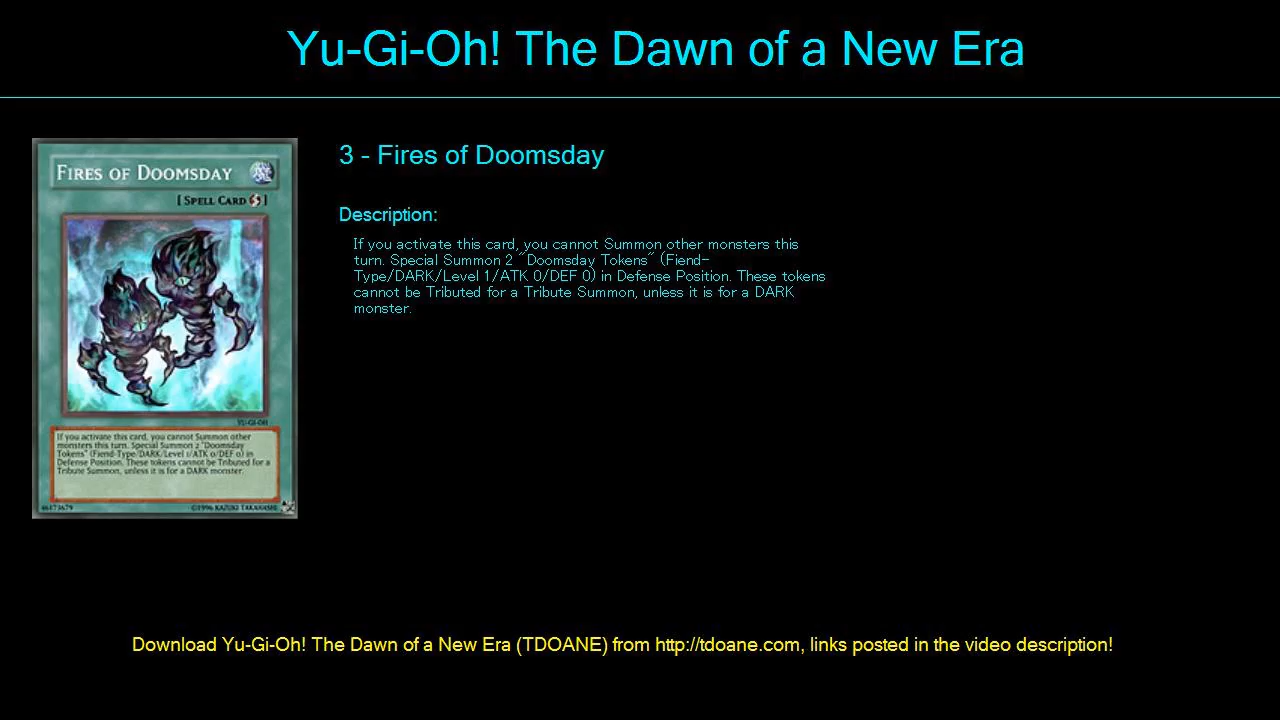 Yu-Gi-Oh! The Dawn of a New Era
FIRES OF DOOMSDAY
[SPELL CARD]
YU-GI-OH
If you activate this card, you cannot Summon other
monsters this turn. Special Summon 2 "Doomsday
Tokens" (Fiend-Type/DARK/Level 1/ATK 0/DEF 0) in
Defense Position. These tokens cannot be Tributed for a
Tribute Summon, unless it is for a DARK monster.
©1996 KAZUKI TAKAHASHI
3 - Fires of Doomsday
Description:
If you activate this card, you cannot Summon other monsters this
turn. Special Summon 2 "Doomsday Tokens" (Fiend-
Type/DARK/Level 1/ATK 0/DEF 0) in Defense Position. These tokens
cannot be Tributed for a Tribute Summon, unless it is for a DARK
monster.
Download Yu-Gi-Oh! The Dawn of a New Era (TDOANE) from http://tdoane.com, links posted in the video description!